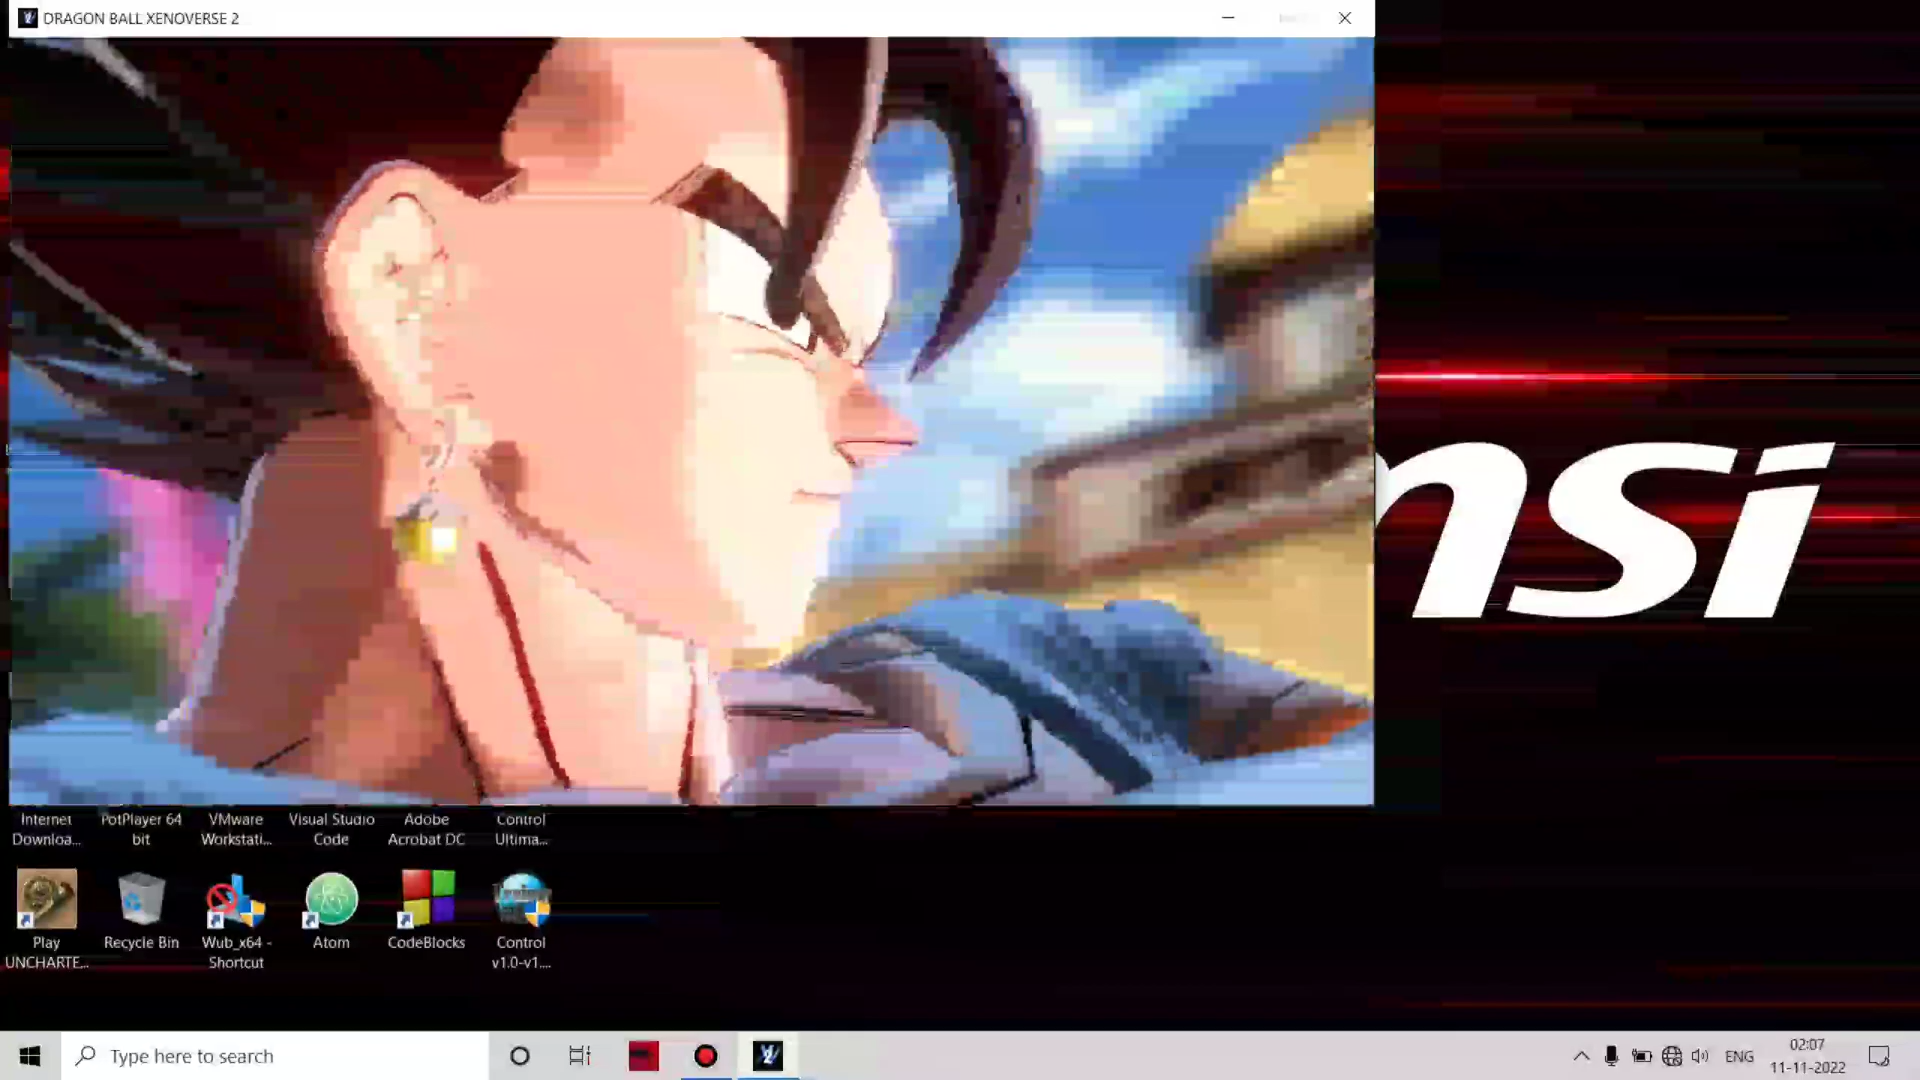 DRAGON BALL XENOVERSE 2
nsi
Internet
Downloa...
PotPlayer 64
bit
VMware
Workstati...
Visual Studio
Code
Adobe
Acrobat DC
Control
Ultima...
Play
UNCHARTE...
Recycle Bin
Wub_x64 -
Shortcut
Atom
CodeBlocks
Control
v1.0-v1....
Type here to search
ENG
02:07
11-11-2022